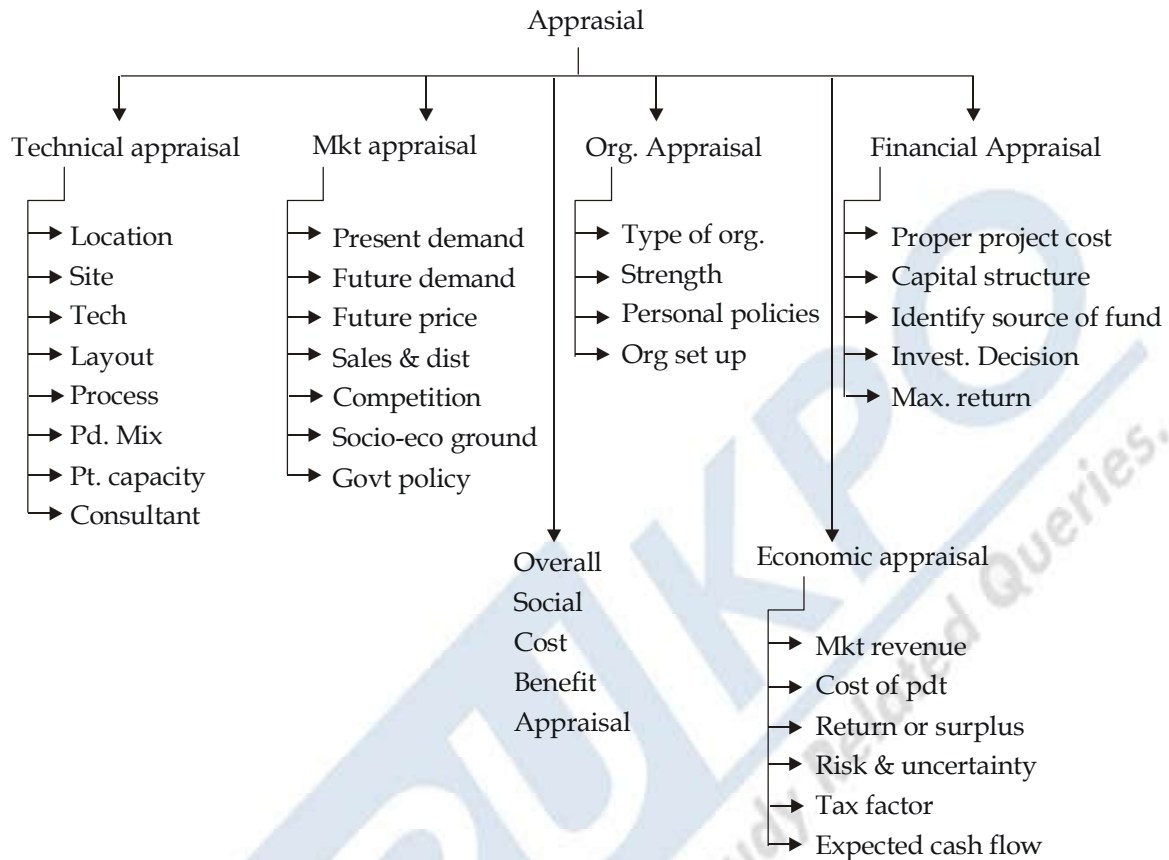 Apprasial
Technical appraisal
Location
Site
Tech
Layout
Process
Pd. Mix
Pt. capacity
Consultant
Mkt appraisal
Present demand
Future demand
Future price
Sales & dist
Competition
Socio-eco ground
Govt policy
Overall
Social
Cost
Benefit
Appraisal
Org. Appraisal
Type of org.
Strength
Personal policies
Org set up
Economic appraisal
Mkt revenue
Cost of pdt
Return or surplus
Risk & uncertainty
Tax factor
Expected cash flow
Financial Appraisal
Proper project cost
Capital structure
Identify source of fund
Invest. Decision
Max. return
UKPO
udy Related Queries.